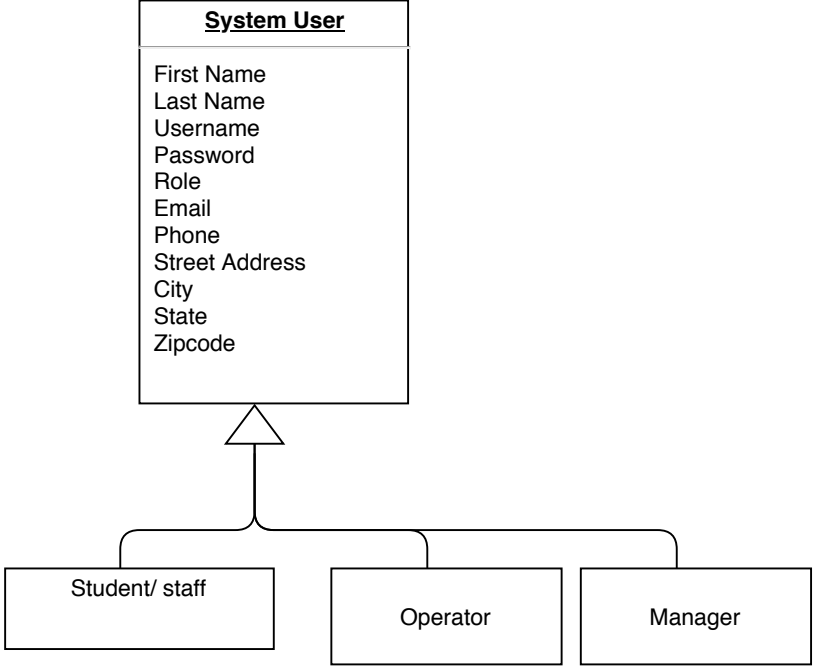 System User
First Name
Last Name
Username
Password
Role
Email
Phone
Street Address
City
State
Zipcode
Student/ staff
Operator
Manager